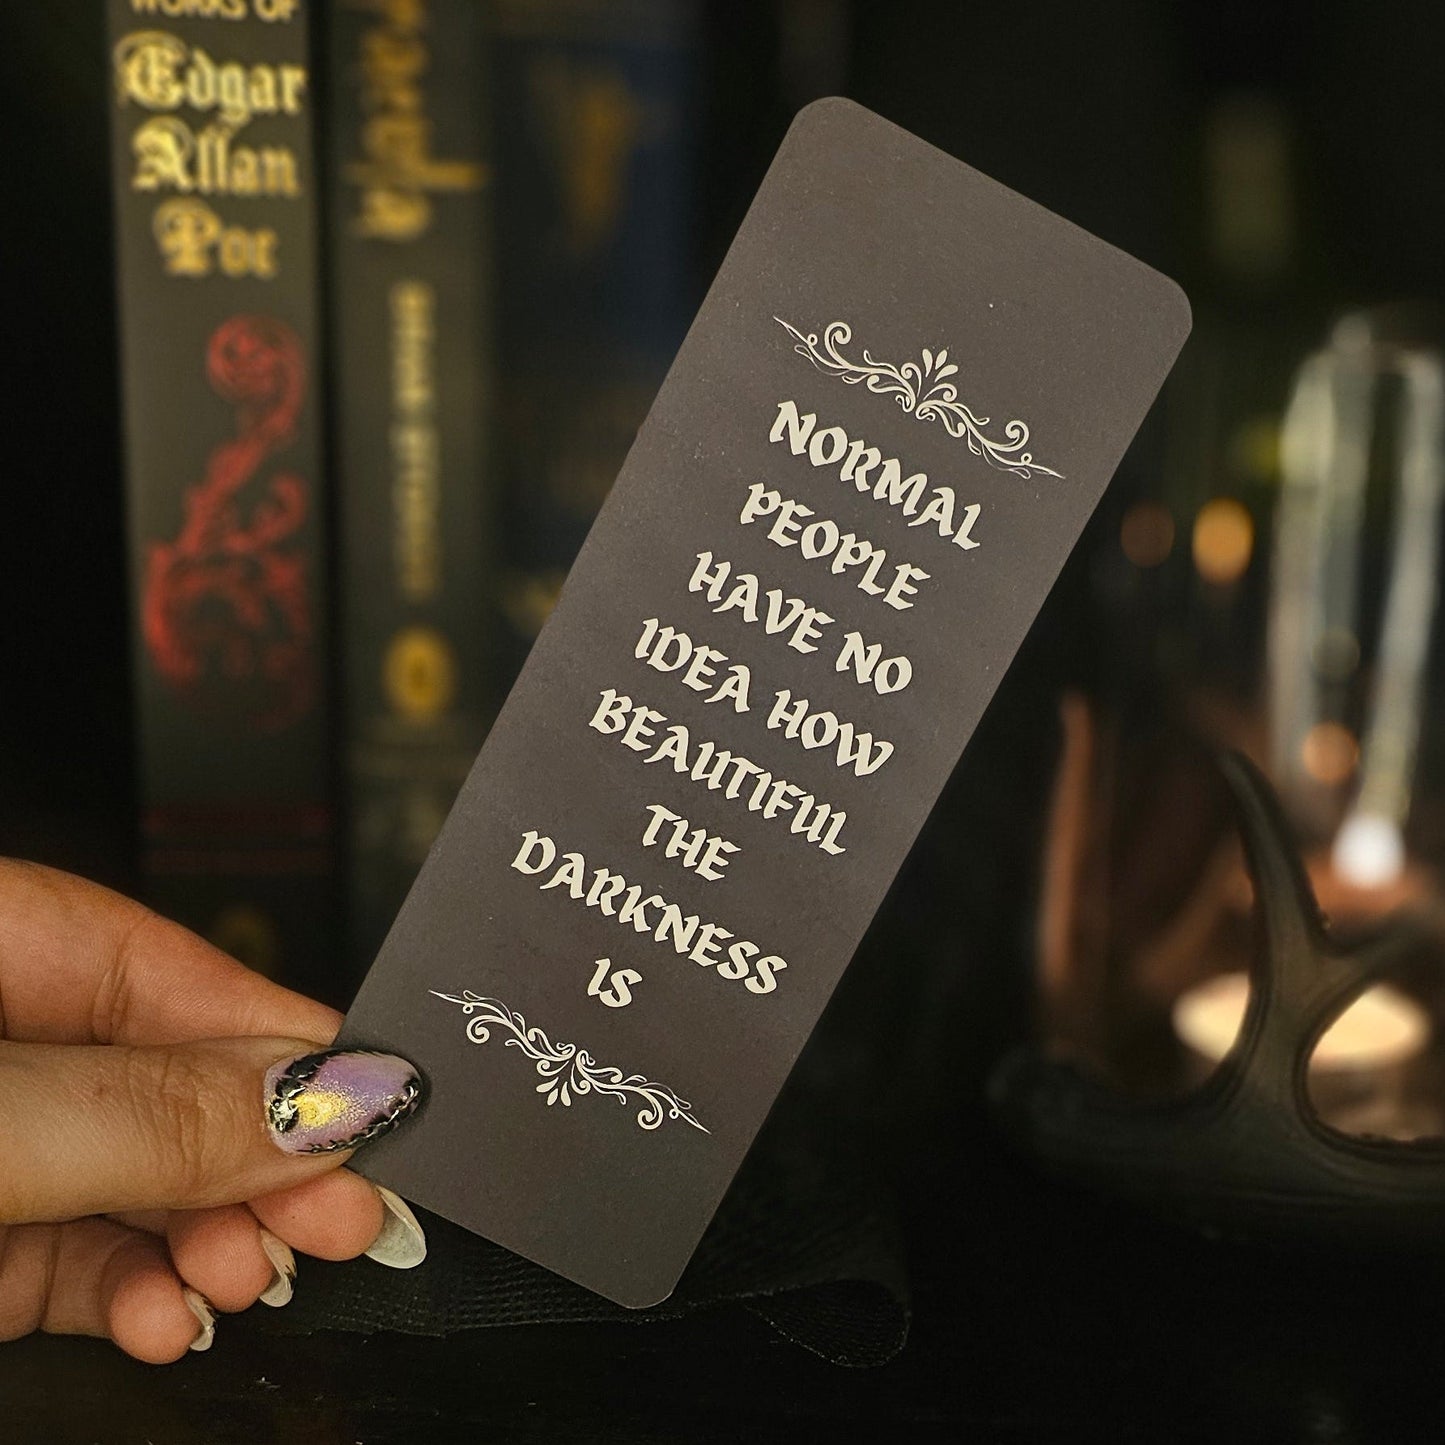 WORKS OF
Edgar
Allan
Poe
NORMAL
PEOPLE
HAVE NO
IDEA HOW
BEAUTIFUL
THE
DARKNESS
IS